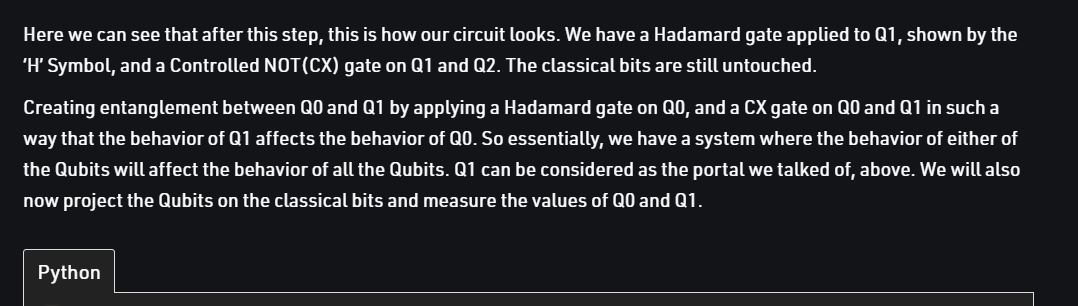 Here we can see that after this step, this is how our circuit looks. We have a Hadamard gate applied to Q1, shown by the
‘H’ Symbol, and a Controlled NOT(CX) gate on Q1 and Q2. The classical bits are still untouched.
Creating entanglement between Q0 and Q1 by applying a Hadamard gate on Q0, and a CX gate on Q0 and Q1 in such a
way that the behavior of Q1 affects the behavior of Q0. So essentially, we have a system where the behavior of either of
the Qubits will affect the behavior of all the Qubits. Q1 can be considered as the portal we talked of, above. We will also
now project the Qubits on the classical bits and measure the values of Q0 and Q1.
Python